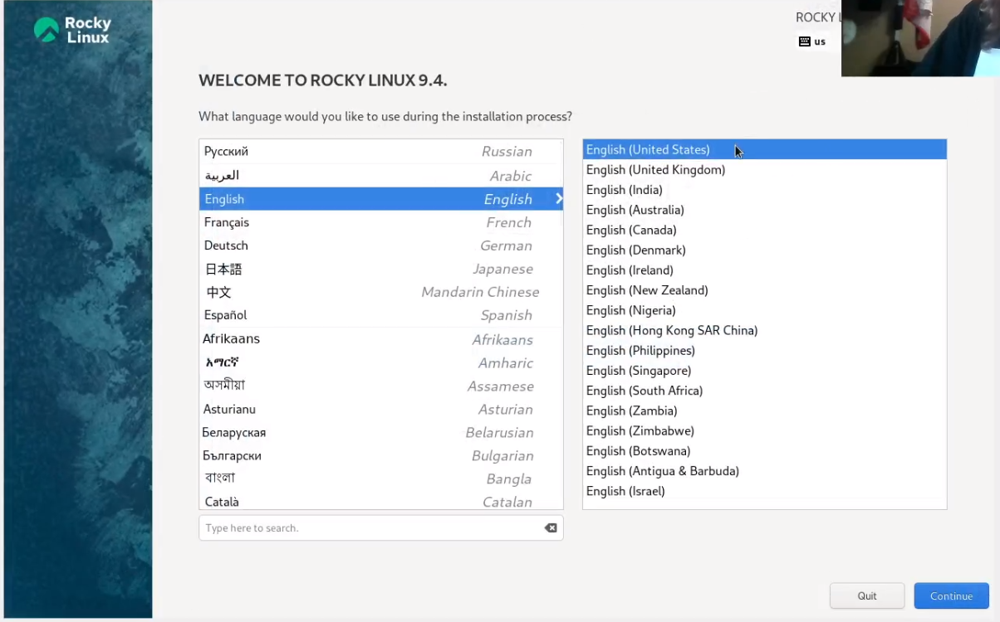 Rocky
Linux
ROCKY
us
WELCOME TO ROCKY LINUX 9.4.
What language would you like to use during the installation process?
Русский Russian
العربية Arabic
English English
Français French
Deutsch German
日本語 Japanese
中文 Mandarin Chinese
Español Spanish
Afrikaans Afrikaans
አማርኛ Amharic
অসমীয়া Assamese
Asturianu Asturian
Беларуская Belarusian
Български Bulgarian
বাংলা Bangla
Català Catalan
Type here to search.
English (United States)
English (United Kingdom)
English (India)
English (Australia)
English (Canada)
English (Denmark)
English (Ireland)
English (New Zealand)
English (Nigeria)
English (Hong Kong SAR China)
English (Philippines)
English (Singapore)
English (South Africa)
English (Zambia)
English (Zimbabwe)
English (Botswana)
English (Antigua & Barbuda)
English (Israel)
Quit Continue